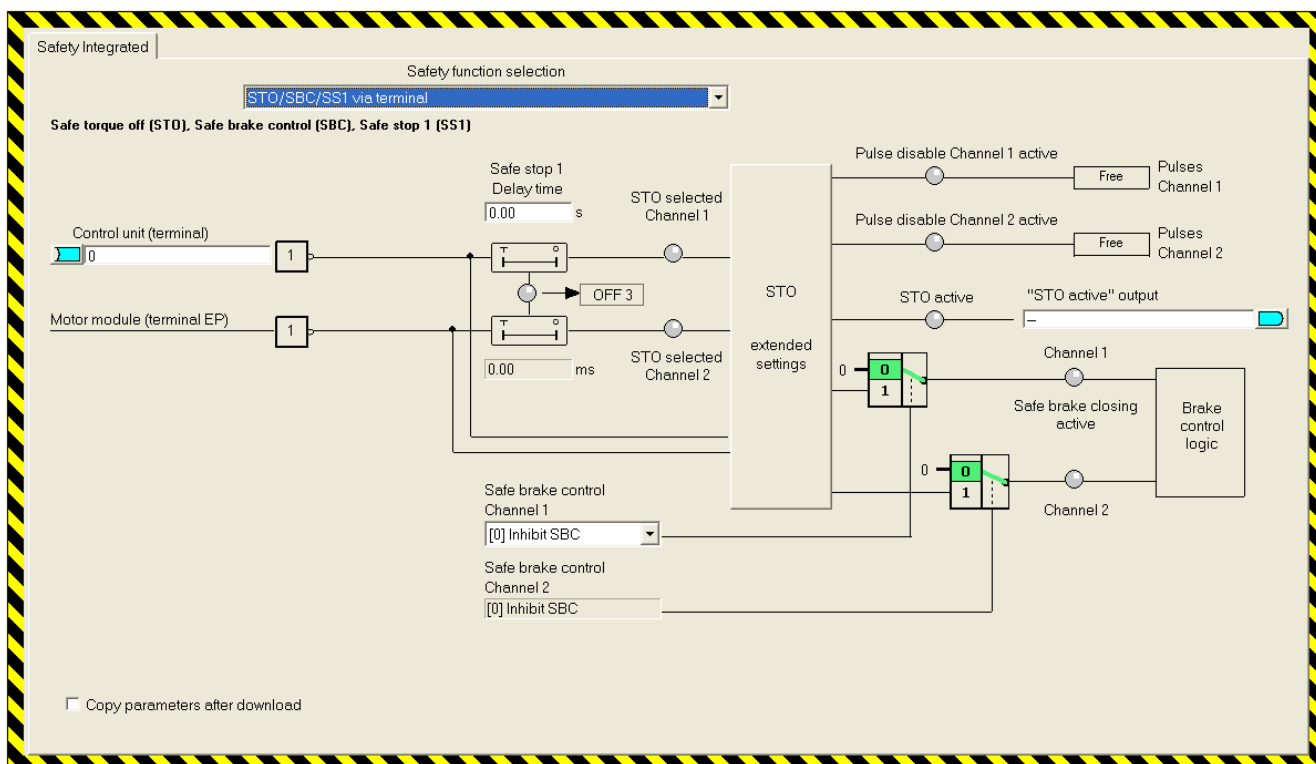 Safety Integrated
Safety function selection
STO/SBC/SS1 via terminal
Safe torque off (STO), Safe brake control (SBC), Safe stop 1 (SS1)
Safe stop 1
Delay time
0.00 s
STO selected
Channel 1
Control unit (terminal)
0
1
T 0
OFF 3
Motor module (terminal EP)
1
T 0
0.00 ms
STO selected
Channel 2
STO
extended
settings
Pulse disable Channel 1 active
Free
Pulses
Channel 1
Pulse disable Channel 2 active
Free
Pulses
Channel 2
STO active
"STO active" output
–
0
0
1
Channel 1
Safe brake closing
active
0
0
1
Channel 2
Brake
control
logic
Safe brake control
Channel 1
[0] Inhibit SBC
Safe brake control
Channel 2
[0] Inhibit SBC
Copy parameters after download